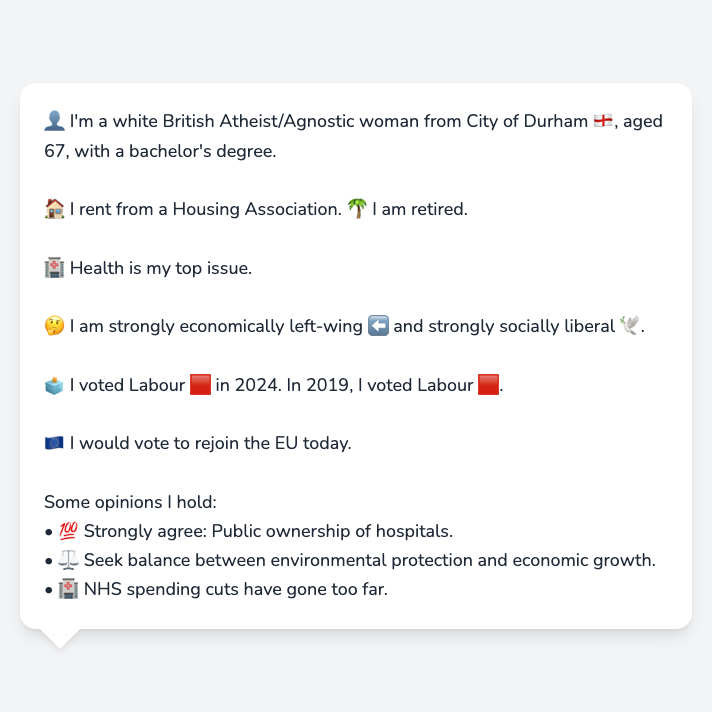 👤 I'm a white British Atheist/Agnostic woman from City of Durham 🏴󠁧󠁢󠁥󠁮󠁧󠁿, aged
67, with a bachelor's degree.
🏠 I rent from a Housing Association. 🌴 I am retired.
🏥 Health is my top issue.
🤔 I am strongly economically left-wing ⬅️ and strongly socially liberal 🕊️.
🗳️ I voted Labour 🟥 in 2024. In 2019, I voted Labour 🟥.
🇪🇺 I would vote to rejoin the EU today.
Some opinions I hold:
• 💯 Strongly agree: Public ownership of hospitals.
• ⚖️ Seek balance between environmental protection and economic growth.
• 🏥 NHS spending cuts have gone too far.